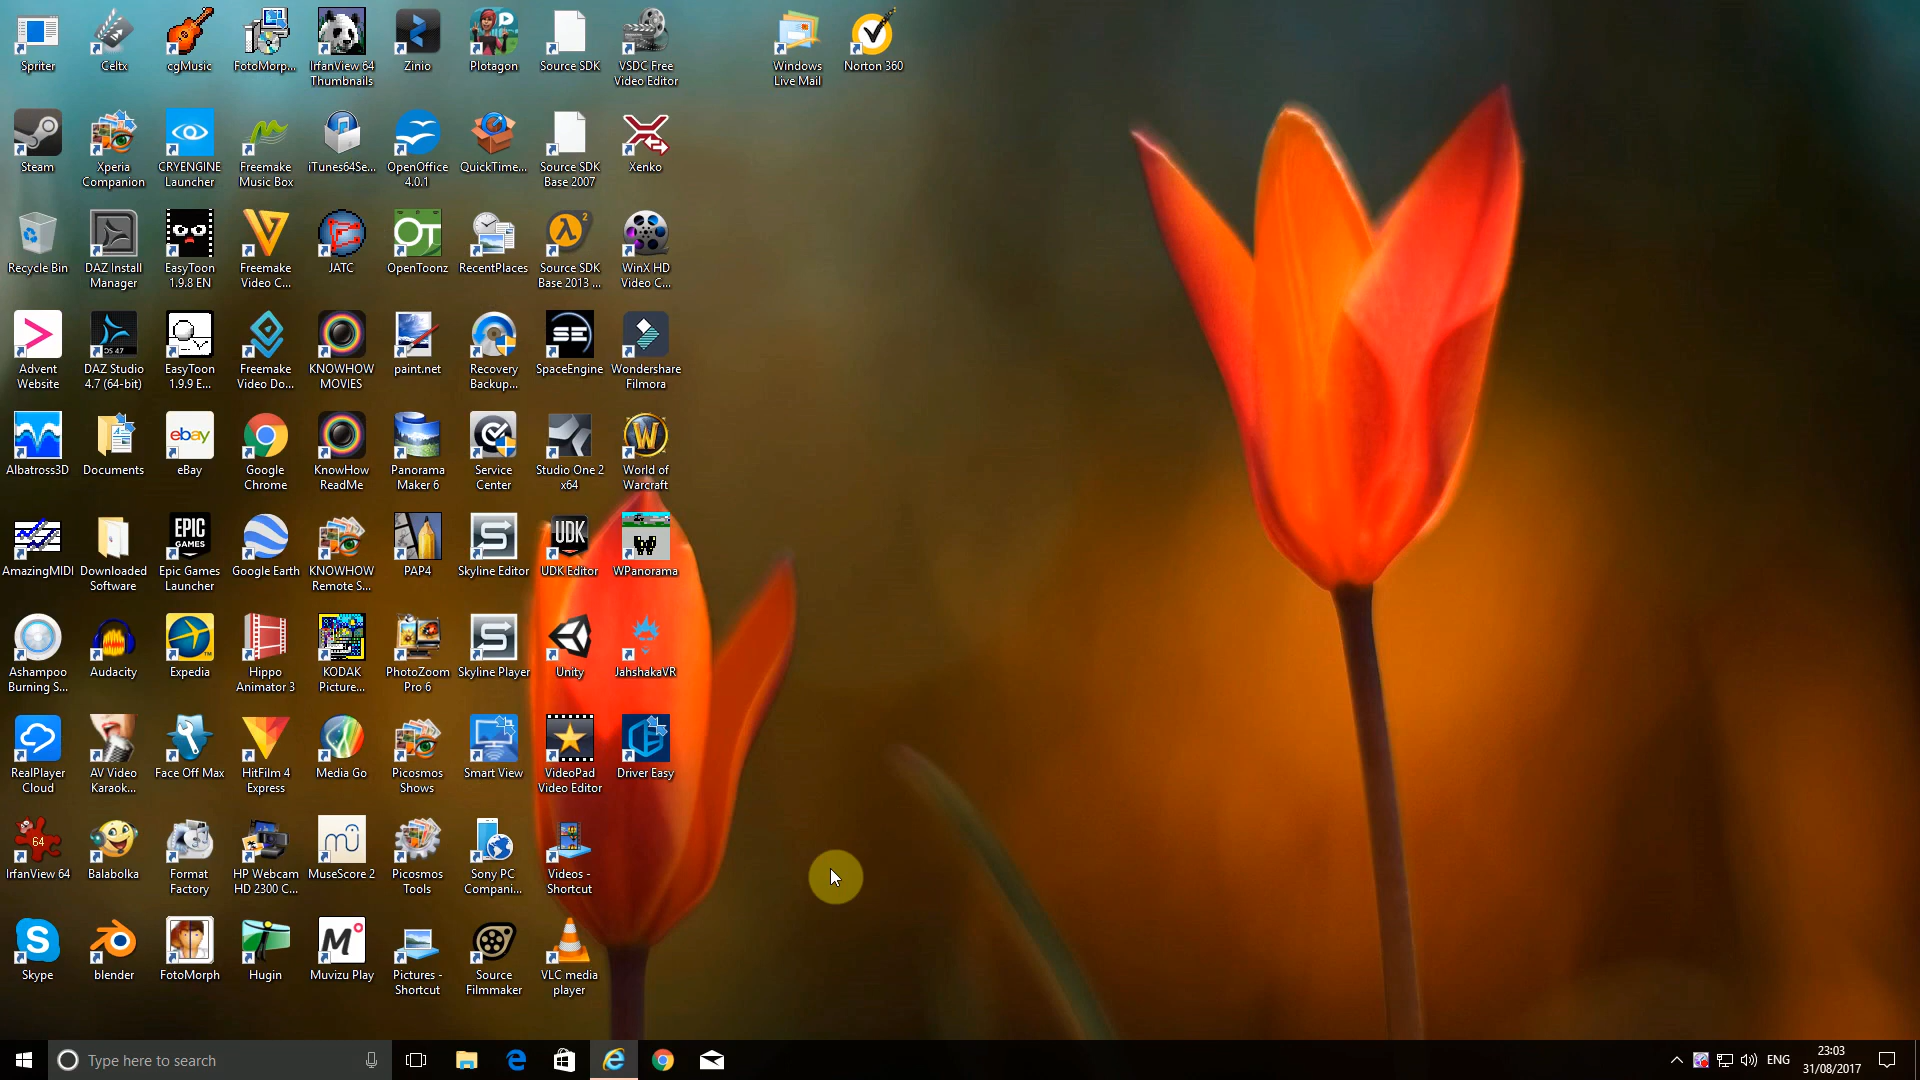 Spriter
Celtx
cgMusic
FotoMorp...
IrfanView 64
Thumbnails
Zinio
Plotagon
Source SDK
VSDC Free
Video Editor
Windows
Live Mail
Norton 360
Steam
Xperia
Companion
CRYENGINE
Launcher
Freemake
Music Box
iTunes64Se...
OpenOffice
4.0.1
QuickTime...
Source SDK
Base 2007
Xenko
Recycle Bin
DAZ Install
Manager
EasyToon
1.9.8 EN
Freemake
Video C...
JATC
OT
OpenToonz
RecentPlaces
2
Source SDK
Base 2013 ...
WinX HD
Video C...
Advent
Website
DS 47
DAZ Studio
4.7 (64-bit)
EasyToon
1.9.9 E...
Freemake
Video Do...
KNOWHOW
MOVIES
paint.net
Recovery
Backup...
SE
SpaceEngine
Wondershare
Filmora
Albatross3D
Documents
ebay
eBay
Google
Chrome
KnowHow
ReadMe
Panorama
Maker 6
Service
Center
Studio One 2
x64
W
World of
Warcraft
AmazingMIDI
Downloaded
Software
EPIC
GAMES
Epic Games
Launcher
Google Earth
KNOWHOW
Remote S...
PAP4
Skyline Editor
UDK
UDK Editor
W
WPanorama
Ashampoo
Burning S...
Audacity
Expedia
Hippo
Animator 3
KODAK
Picture...
PhotoZoom
Pro 6
Skyline Player
Unity
JahshakaVR
RealPlayer
Cloud
AV Video
Karaok...
Face Off Max
HitFilm 4
Express
Media Go
Picosmos
Shows
Smart View
VideoPad
Video Editor
Driver Easy
64
IrfanView 64
Balabolka
Format
Factory
HP Webcam
HD 2300 C...
MuseScore 2
Picosmos
Tools
Sony PC
Compani...
Videos -
Shortcut
S
Skype
blender
FotoMorph
Hugin
M
Muvizu Play
Pictures -
Shortcut
Source
Filmmaker
VLC media
player
Type here to search
ENG
23:03
31/08/2017